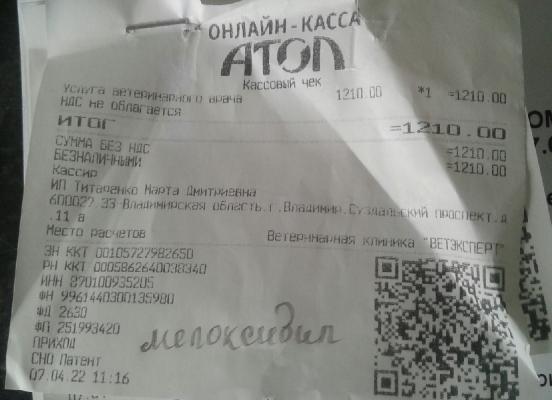 ОНЛАЙН-КАССА
АТОЛ
Кассовый чек
Услуга ветеринарного врача 1210.00 *1 =1210.00
НДС не облагается
ИТОГ =1210.00
СУММА БЕЗ НДС =1210.00
БЕЗНАЛИЧНЫМИ =1210.00
Кассир
ИП Титаченко Марта Дмитриевна
600027,33-Владимирская область,г.Владимир,Суздальский проспект,д
.11 а
Место расчетов Ветеринарная клиника "ВЕТЭКСПЕРТ"
ЗН ККТ 00105727982650
РН ККТ 0005862640038340
ИНН 870100935205
ФН 9961440300135980
ФД 2630
ФП 251993420
ПРИХОД
СНО Патент
07.04.22 11:16
мелоксидил